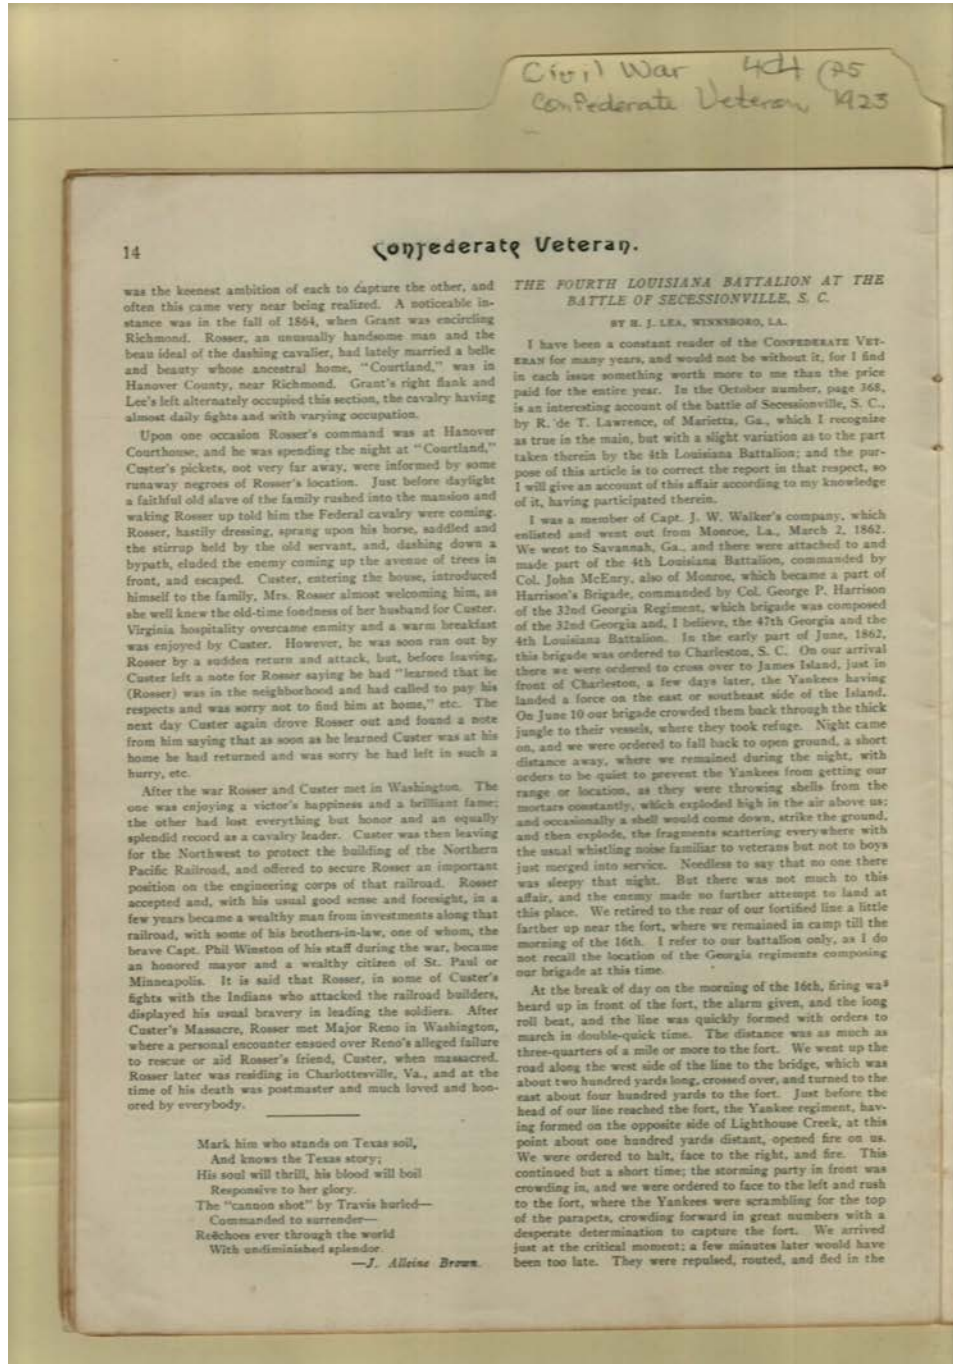 Civil War 4th
Confederate Veteran 1923
14
Confederate Veteran.
was the keenest ambition of each to capture the other, and
often this came very near being realized. A noticeable in-
stance was in the fall of 1864, when Grant was encircling
Richmond. Rosser, an unusually handsome man and the
beau ideal of the dashing cavalier, had lately married a belle
and beauty whose ancestral home, "Courtland," was in
Hanover County, near Richmond. Grant's right flank and
Lee's left alternately occupied this section, the cavalry having
almost daily fights and with varying occupation.
Upon one occasion Rosser's command was at Hanover
Courthouse, and he was spending the night at "Courtland,"
Custer's pickets, not very far away, were informed by some
runaway negroes of Rosser's location. Just before daylight
a faithful old slave of the family rushed into the mansion and
waking Rosser up told him the Federal cavalry were coming.
Rosser, hastily dressing, sprang upon his horse, saddled and
the stirrup held by the old servant, and, dashing down a
bypath, eluded the enemy coming up the avenue of trees in
front, and escaped. Custer, entering the house, introduced
himself to the family, Mrs. Rosser almost welcoming him, as
she well knew the old-time fondness of her husband for Custer.
Virginia hospitality overcame enmity and a warm breakfast
was enjoyed by Custer. However, he was soon run out by
Rosser by a sudden return and attack, but, before leaving,
Custer left a note for Rosser saying he had "learned that he
(Rosser) was in the neighborhood and had called to pay his
respects and was sorry not to find him at home," etc. The
next day Custer again drove Rosser out and found a note
from him saying that as soon as he learned Custer was at his
home he had returned and was sorry he had left in such a
hurry, etc.
After the war Rosser and Custer met in Washington. The
one was enjoying a victor's happiness and a brilliant fame;
the other had lost everything but honor and an equally
splendid record as a cavalry leader. Custer was then leaving
for the Northwest to protect the building of the Northern
Pacific Railroad, and offered to secure Rosser an important
position on the engineering corps of that railroad. Rosser
accepted and, with his usual good sense and foresight, in a
few years became a wealthy man from investments along that
railroad, with some of his brothers-in-law, one of whom, the
brave Capt. Phil Winston of his staff during the war, became
an honored mayor and a wealthy citizen of St. Paul or
Minneapolis. It is said that Rosser, in some of Custer's
fights with the Indians who attacked the railroad builders,
displayed his usual bravery in leading the soldiers. After
Custer's Massacre, Rosser met Major Reno in Washington,
where a personal encounter ensued over Reno's alleged failure
to rescue or aid Rosser's friend, Custer, when massacred.
Rosser later was residing in Charlottesville, Va., and at the
time of his death was postmaster and much loved and hon-
ored by everybody.
Mark him who stands on Texas soil,
And knows the Texas story;
His soul will thrill, his blood will boil
Responsive to her glory.
The "cannon shot" by Travis hurled—
Commanded to surrender—
Reëchoes ever through the world
With undiminished splendor.
—J. Alleine Brown.
THE FOURTH LOUISIANA BATTALION AT THE
BATTLE OF SECESSIONVILLE, S. C.
BY H. J. LEA, WINNSBORO, LA.
I have been a constant reader of the CONFEDERATE VET-
ERAN for many years, and would not be without it, for I find
in each issue something worth more to me than the price
paid for the entire year. In the October number, page 368,
is an interesting account of the battle of Secessionville, S. C.,
by R. de T. Lawrence, of Marietta, Ga., which I recognize
as true in the main, but with a slight variation as to the part
taken therein by the 4th Louisiana Battalion; and the pur-
pose of this article is to correct the report in that respect, so
I will give an account of this affair according to my knowledge
of it, having participated therein.
I was a member of Capt. J. W. Walker's company, which
enlisted and went out from Monroe, La., March 2, 1862.
We went to Savannah, Ga., and there were attached to and
made part of the 4th Louisiana Battalion, commanded by
Col. John McEnry, also of Monroe, which became a part of
Harrison's Brigade, commanded by Col. George P. Harrison
of the 32nd Georgia Regiment, which brigade was composed
of the 32nd Georgia and, I believe, the 47th Georgia and the
4th Louisiana Battalion. In the early part of June, 1862,
this brigade was ordered to Charleston, S. C. On our arrival
there we were ordered to cross over to James Island, just in
front of Charleston, a few days later, the Yankees having
landed a force on the east or southeast side of the Island.
On June 10 our brigade crowded them back through the thick
jungle to their vessels, where they took refuge. Night came
on, and we were ordered to fall back to open ground, a short
distance away, where we remained during the night, with
orders to be quiet to prevent the Yankees from getting our
range or location, as they were throwing shells from the
mortars constantly, which exploded high in the air above us;
and occasionally a shell would come down, strike the ground,
and then explode, the fragments scattering everywhere with
the usual whistling noise familiar to veterans but not to boys
just merged into service. Needless to say that no one there
was sleepy that night. But there was not much to this
affair, and the enemy made no further attempt to land at
this place. We retired to the rear of our fortified line a little
farther up near the fort, where we remained in camp till the
morning of the 16th. I refer to our battalion only, as I do
not recall the location of the Georgia regiments composing
our brigade at this time.
At the break of day on the morning of the 16th, firing was
heard up in front of the fort, the alarm given, and the long
roll beat, and the line was quickly formed with orders to
march in double-quick time. The distance was as much as
three-quarters of a mile or more to the fort. We went up the
road along the west side of the line to the bridge, which was
about two hundred yards long, crossed over, and turned to the
east about four hundred yards to the fort. Just before the
head of our line reached the fort, the Yankee regiment, hav-
ing formed on the opposite side of Lighthouse Creek, at this
point about one hundred yards distant, opened fire on us.
We were ordered to halt, face to the right, and fire. This
continued but a short time; the storming party in front was
crowding in, and we were ordered to face to the left and rush
to the fort, where the Yankees were scrambling for the top
of the parapets, crowding forward in great numbers with a
desperate determination to capture the fort. We arrived
just at the critical moment; a few minutes later would have
been too late. They were repulsed, routed, and fled in the